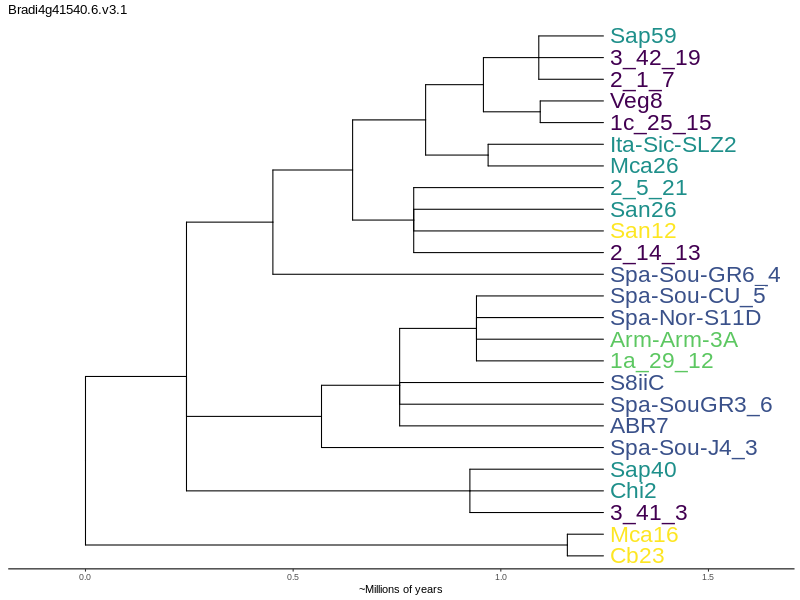 Bradi4g41540.6.v3.1
Sap59
3_42_19
2_1_7
Veg8
1c_25_15
Ita-Sic-SLZ2
Mca26
2_5_21
San26
San12
2_14_13
Spa-Sou-GR6_4
Spa-Sou-CU_5
Spa-Nor-S11D
Arm-Arm-3A
1a_29_12
S8iiC
Spa-SouGR3_6
ABR7
Spa-Sou-J4_3
Sap40
Chi2
3_41_3
Mca16
Cb23
0.0 0.5 1.0 1.5
~Millions of years